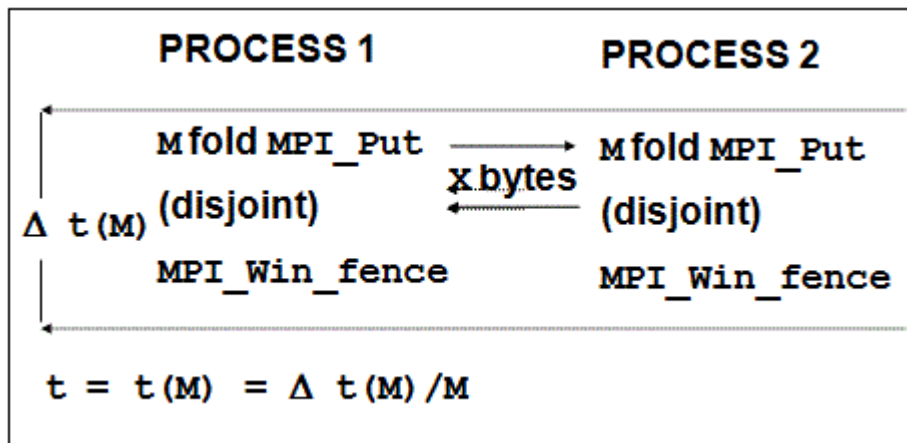 PROCESS 1 PROCESS 2
M fold MPI_Put M fold MPI_Put
X bytes
(disjoint) (disjoint)
Δ t(M)
MPI_Win_fence MPI_Win_fence
t = t(M) = Δ t(M)/M